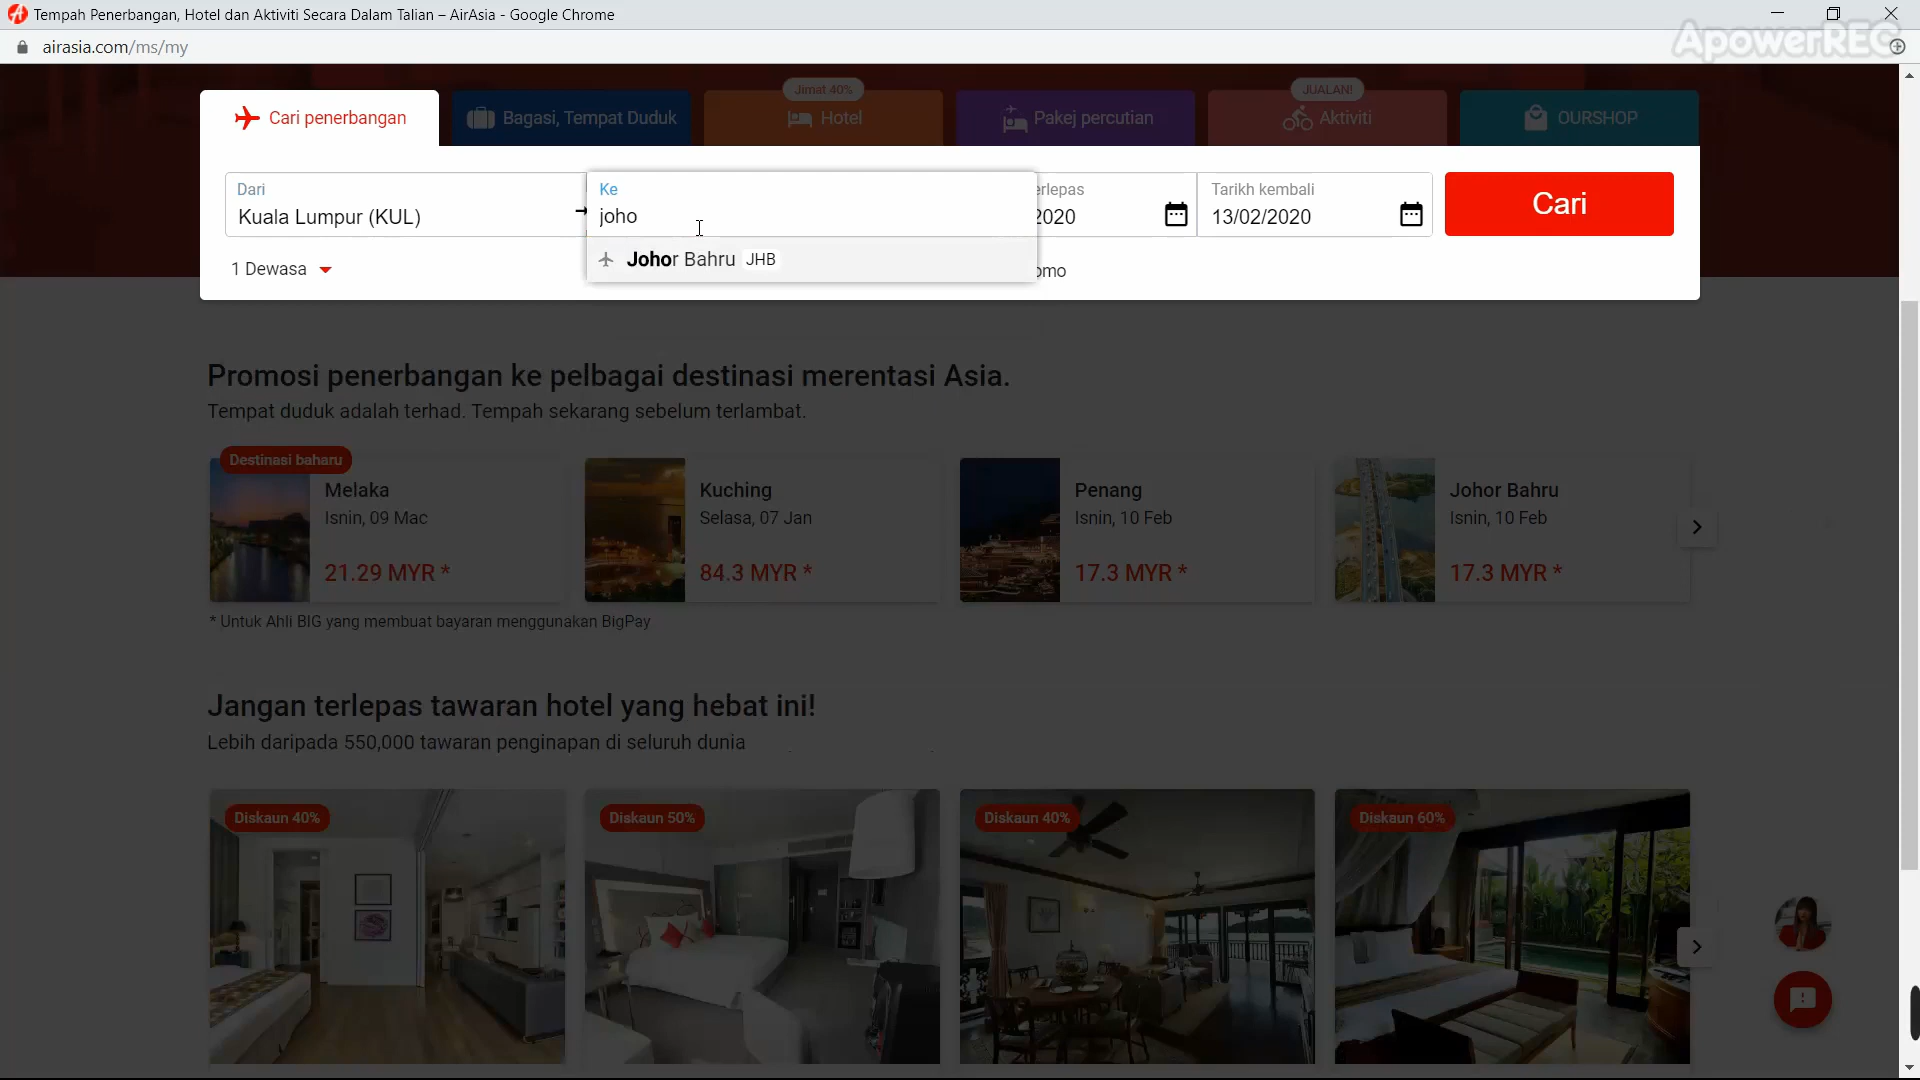 Tempah Penerbangan, Hotel dan Aktiviti Secara Dalam Talian – AirAsia - Google Chrome
airasia.com/ms/my
ApowerREC
Jimat 40%
JUALAN!
Cari penerbangan
Bagasi, Tempat Duduk
Hotel
Pakej percutian
Aktiviti
OURSHOP
Dari
Ke
erlepas
Tarikh kembali
Kuala Lumpur (KUL)
joho
2020
13/02/2020
Cari
Johor Bahru JHB
1 Dewasa
omo
Promosi penerbangan ke pelbagai destinasi merentasi Asia.
Tempat duduk adalah terhad. Tempah sekarang sebelum terlambat.
Destinasi baharu
Melaka
Isnin, 09 Mac
21.29 MYR *
Kuching
Selasa, 07 Jan
84.3 MYR *
Penang
Isnin, 10 Feb
17.3 MYR *
Johor Bahru
Isnin, 10 Feb
17.3 MYR *
* Untuk Ahli BIG yang membuat bayaran menggunakan BigPay
Jangan terlepas tawaran hotel yang hebat ini!
Lebih daripada 550,000 tawaran penginapan di seluruh dunia
Diskaun 40%
Diskaun 50%
Diskaun 40%
Diskaun 60%